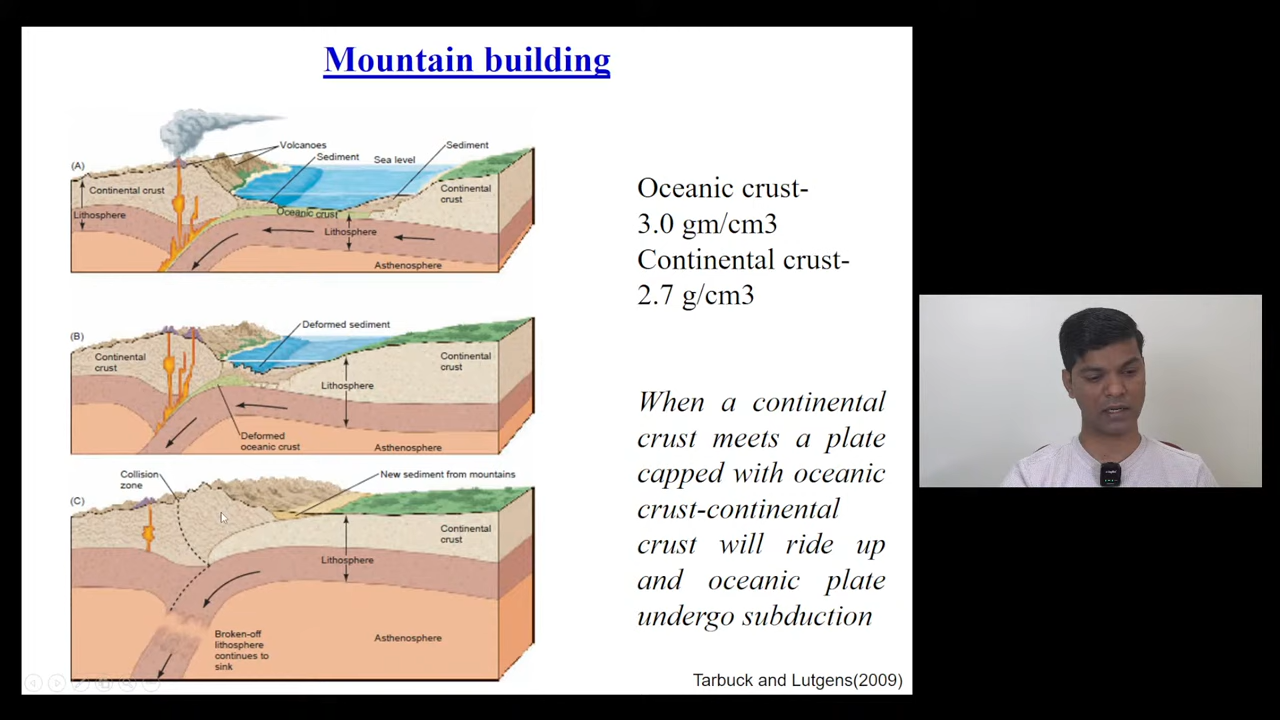 Mountain building
Volcanoes
Sediment
Sea level
Sediment
(A)
Continental crust
Continental
crust
Lithosphere
Oceanic crust
Lithosphere
Asthenosphere
(B)
Deformed sediment
Continental
crust
Continental
crust
Lithosphere
Deformed
oceanic crust
Asthenosphere
Collision
zone
New sediment from mountains
(C)
Continental
crust
Lithosphere
Broken-off
lithosphere
continues to
sink
Asthenosphere
Oceanic crust-
3.0 gm/cm3
Continental crust-
2.7 g/cm3
When a continental
crust meets a plate
capped with oceanic
crust-continental
crust will ride up
and oceanic plate
undergo subduction
Tarbuck and Lutgens(2009)